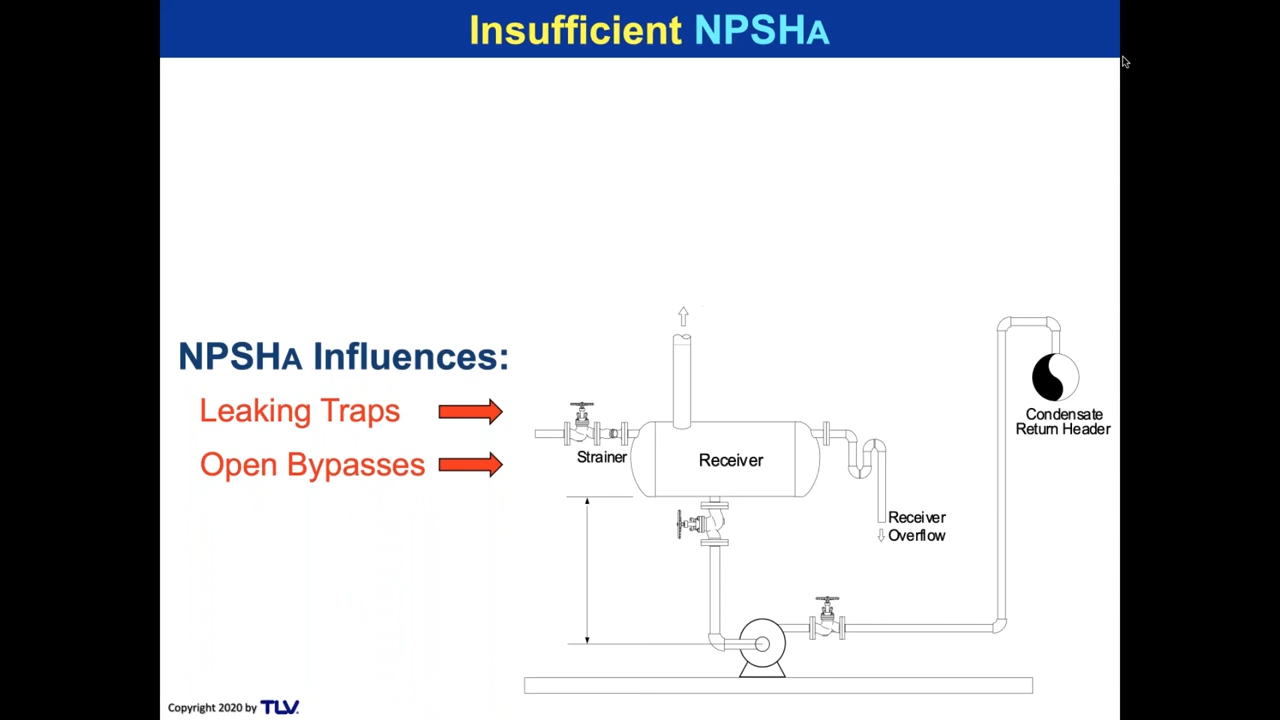 Insufficient NPSHA
NPSHA Influences:
Leaking Traps
Open Bypasses
Strainer
Receiver
Condensate
Return Header
Receiver
Overflow
Copyright 2020 by TLV.